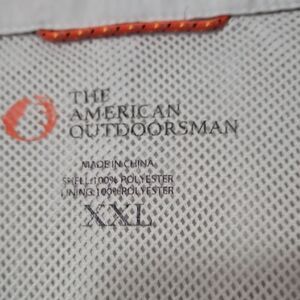 THE
AMERICAN
OUTDOORSMAN
MADE IN CHINA
SHELL:100% POLYESTER
LINING:100%POLYESTER
XXL